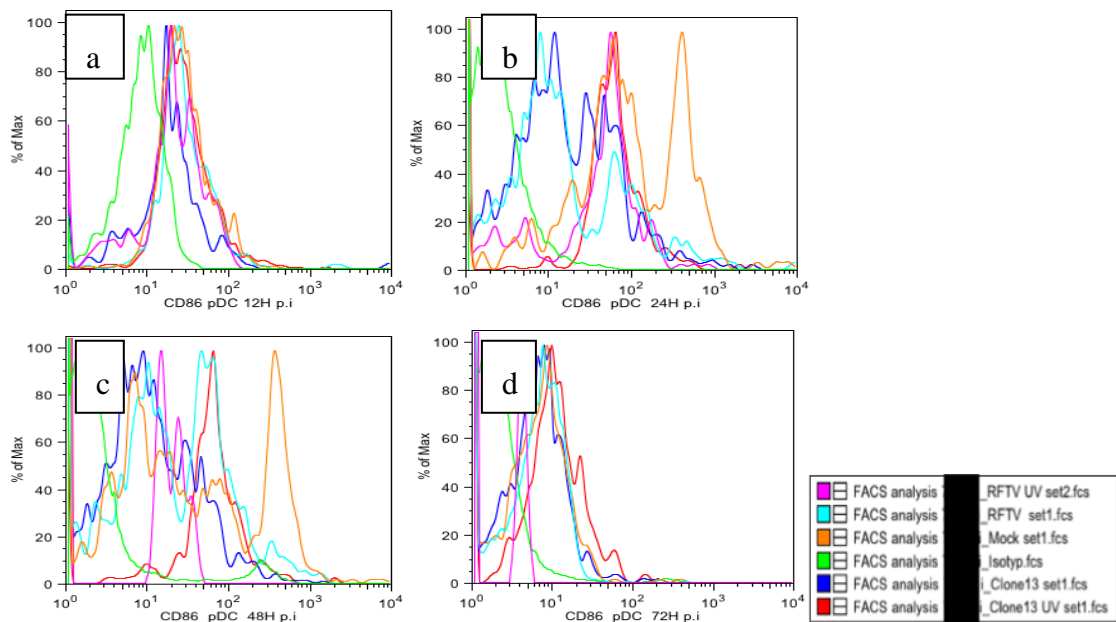 100
80
60
40
20
0
% of Max
a
10^0 10^1 10^2 10^3 10^4
CD86 pDC 12H p.i
100
80
60
40
20
0
% of Max
b
10^0 10^1 10^2 10^3 10^4
CD86 pDC 24H p.i
100
80
60
40
20
0
% of Max
c
10^0 10^1 10^2 10^3 10^4
CD86 pDC 48H p.i
100
80
60
40
20
0
% of Max
d
10^0 10^1 10^2 10^3 10^4
CD86 pDC 72H p.i
FACS analysis _RFTV UV set2.fcs
FACS analysis _RFTV set1.fcs
FACS analysis i_Mock set1.fcs
FACS analysis i_Isotyp.fcs
FACS analysis i_Clone13 set1.fcs
FACS analysis i_Clone13 UV set1.fcs